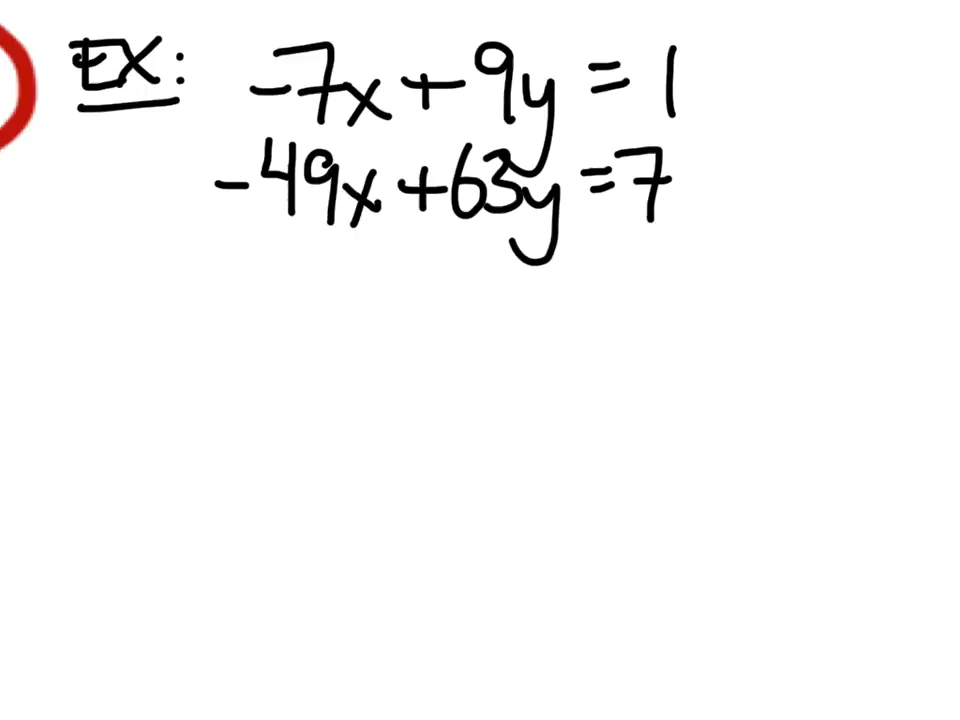 EX: -7x + 9y = 1
-49x + 63y = 7